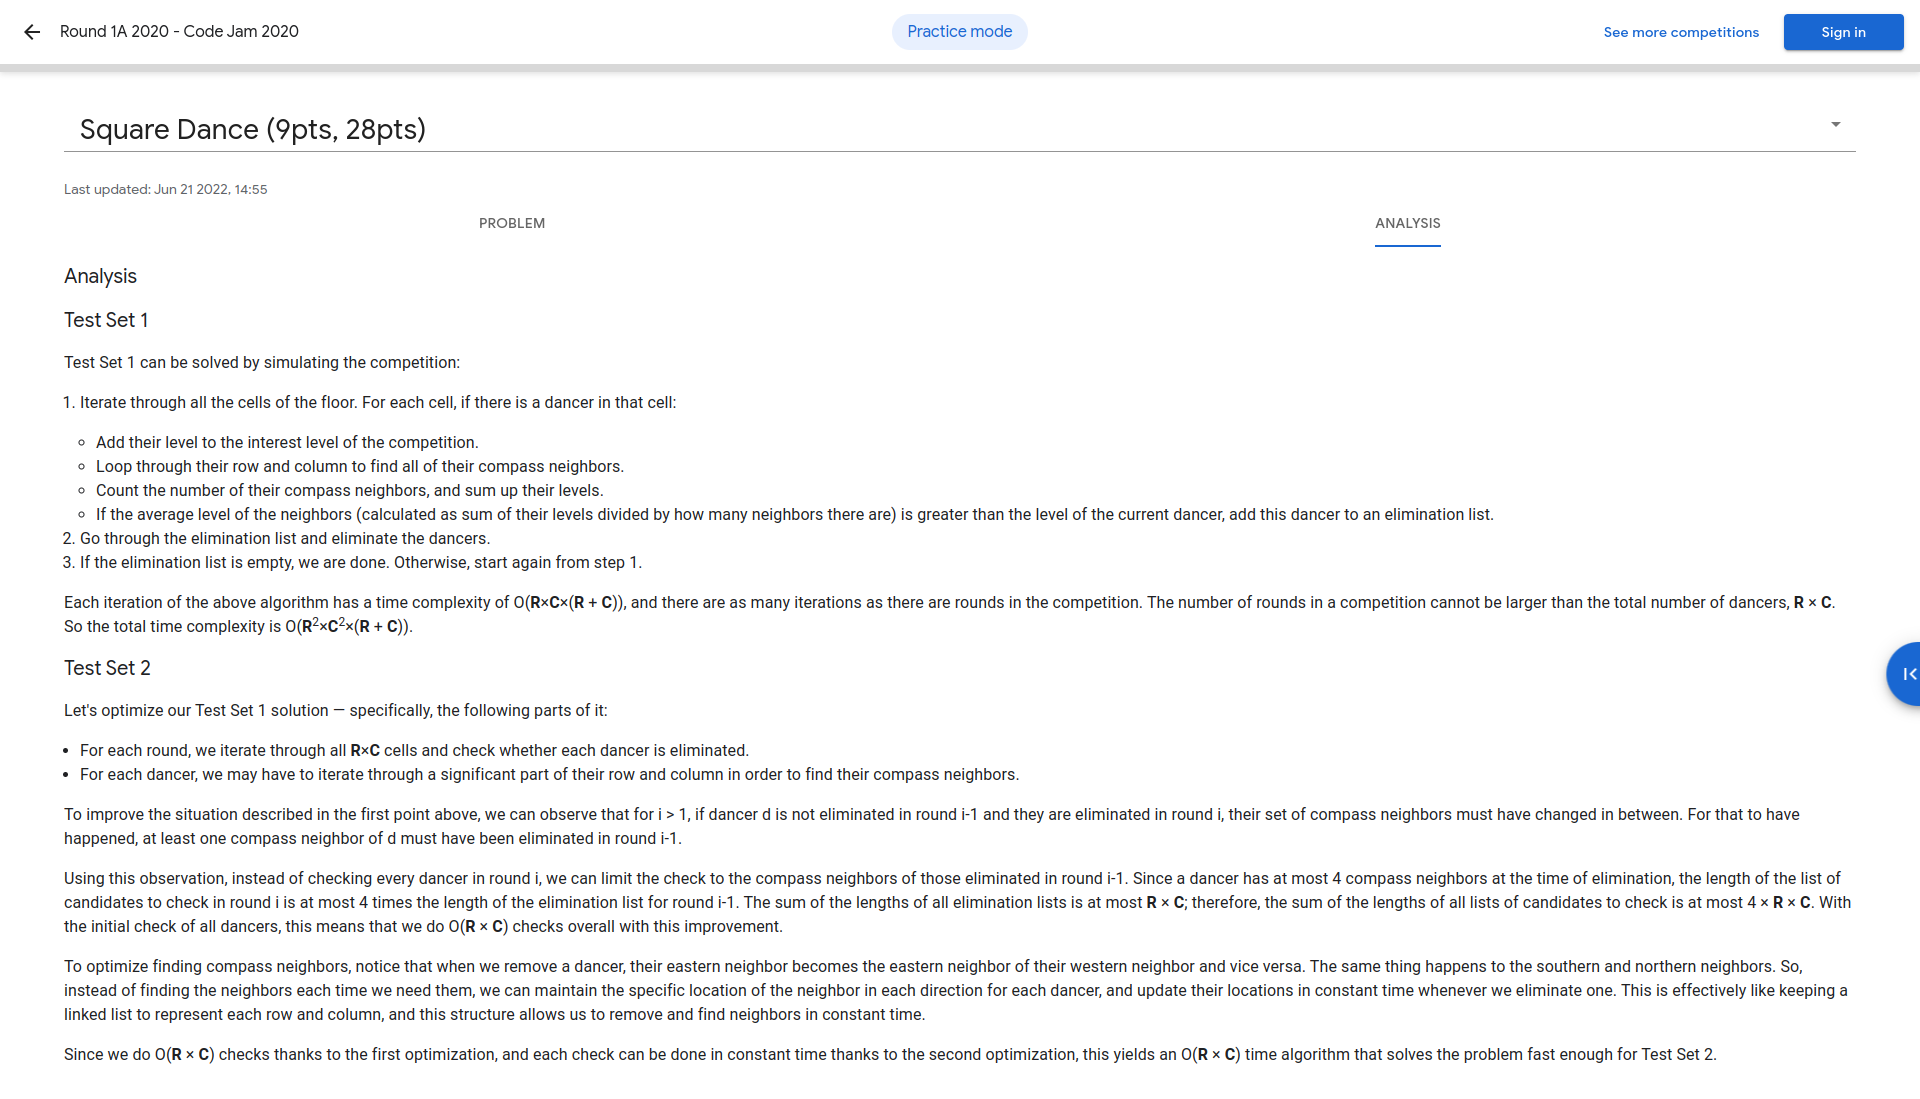 Round 1A 2020 - Code Jam 2020
Practice mode
See more competitions
Sign in
Square Dance (9pts, 28pts)
Last updated: Jun 21 2022, 14:55
PROBLEM
ANALYSIS
Analysis
Test Set 1
Test Set 1 can be solved by simulating the competition:
1. Iterate through all the cells of the floor. For each cell, if there is a dancer in that cell:
◦ Add their level to the interest level of the competition.
◦ Loop through their row and column to find all of their compass neighbors.
◦ Count the number of their compass neighbors, and sum up their levels.
◦ If the average level of the neighbors (calculated as sum of their levels divided by how many neighbors there are) is greater than the level of the current dancer, add this dancer to an elimination list.
2. Go through the elimination list and eliminate the dancers.
3. If the elimination list is empty, we are done. Otherwise, start again from step 1.
Each iteration of the above algorithm has a time complexity of O(R×C×(R + C)), and there are as many iterations as there are rounds in the competition. The number of rounds in a competition cannot be larger than the total number of dancers, R × C.
So the total time complexity is O(R²×C²×(R + C)).
Test Set 2
Let's optimize our Test Set 1 solution — specifically, the following parts of it:
• For each round, we iterate through all R×C cells and check whether each dancer is eliminated.
• For each dancer, we may have to iterate through a significant part of their row and column in order to find their compass neighbors.
To improve the situation described in the first point above, we can observe that for i > 1, if dancer d is not eliminated in round i-1 and they are eliminated in round i, their set of compass neighbors must have changed in between. For that to have
happened, at least one compass neighbor of d must have been eliminated in round i-1.
Using this observation, instead of checking every dancer in round i, we can limit the check to the compass neighbors of those eliminated in round i-1. Since a dancer has at most 4 compass neighbors at the time of elimination, the length of the list of
candidates to check in round i is at most 4 times the length of the elimination list for round i-1. The sum of the lengths of all elimination lists is at most R × C; therefore, the sum of the lengths of all lists of candidates to check is at most 4 × R × C. With
the initial check of all dancers, this means that we do O(R × C) checks overall with this improvement.
To optimize finding compass neighbors, notice that when we remove a dancer, their eastern neighbor becomes the eastern neighbor of their western neighbor and vice versa. The same thing happens to the southern and northern neighbors. So,
instead of finding the neighbors each time we need them, we can maintain the specific location of the neighbor in each direction for each dancer, and update their locations in constant time whenever we eliminate one. This is effectively like keeping a
linked list to represent each row and column, and this structure allows us to remove and find neighbors in constant time.
Since we do O(R × C) checks thanks to the first optimization, and each check can be done in constant time thanks to the second optimization, this yields an O(R × C) time algorithm that solves the problem fast enough for Test Set 2.